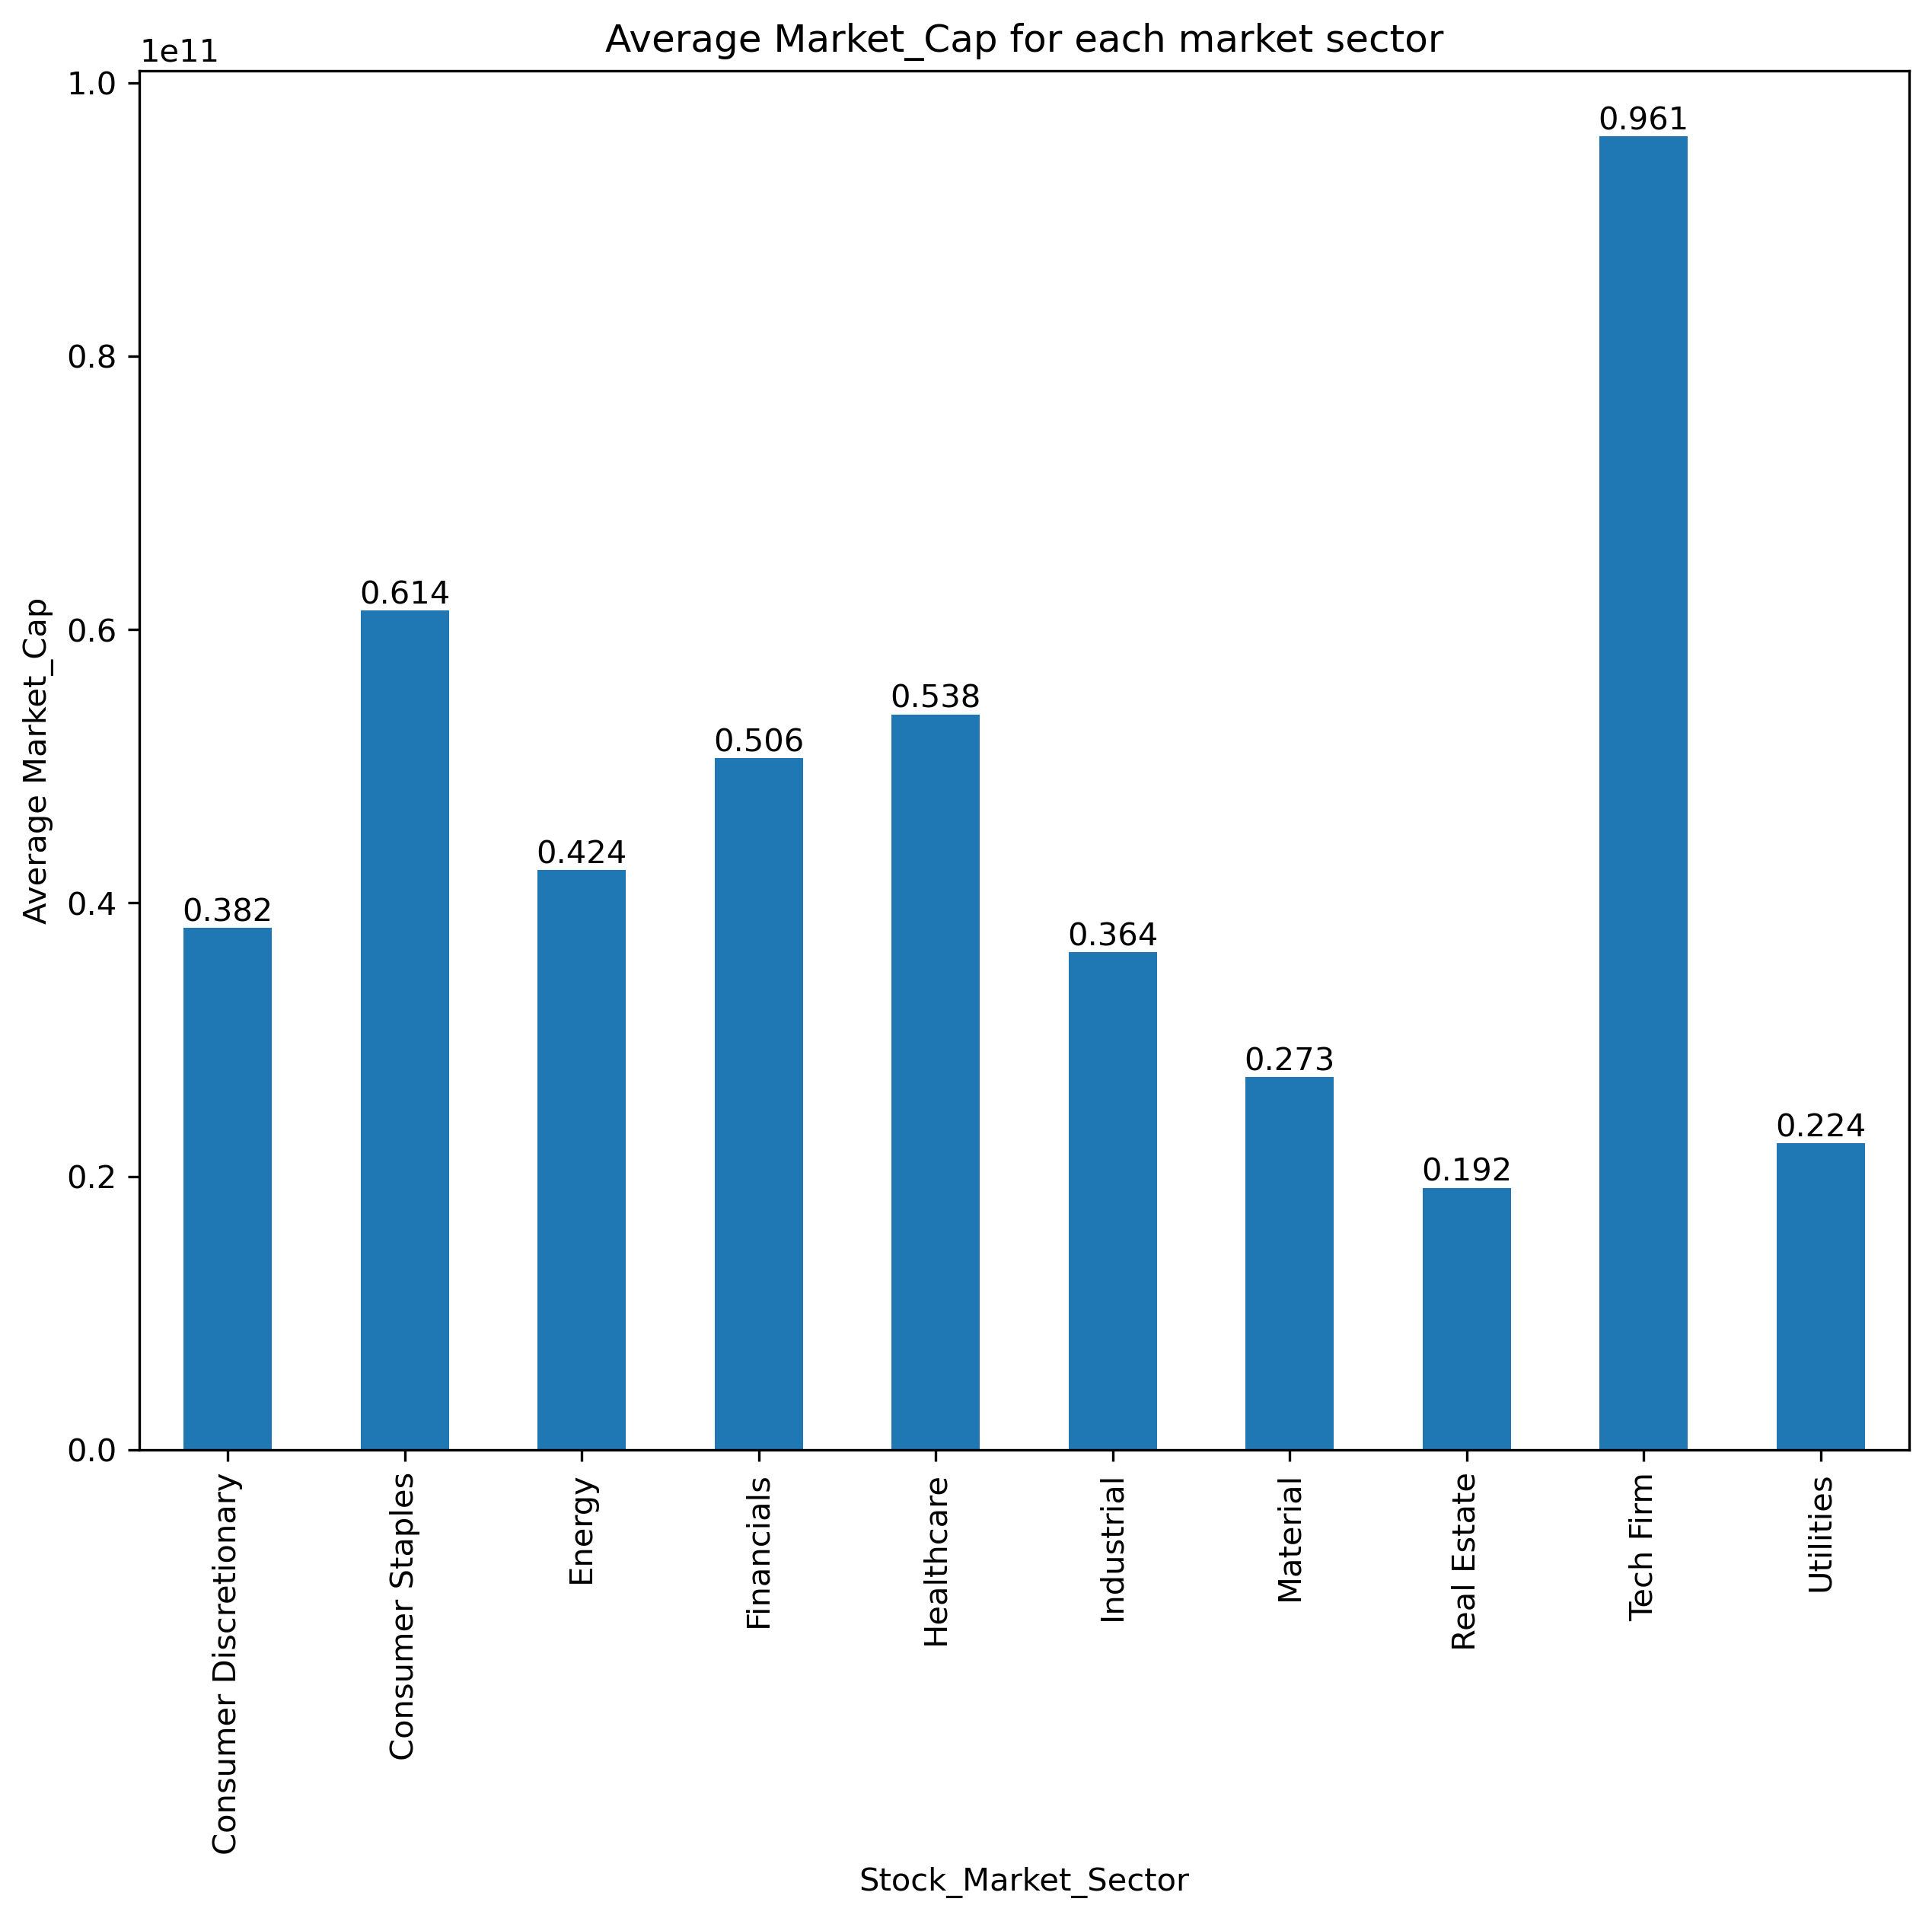 Average Market_Cap for each market sector
1e11
1.0
0.8
0.6
0.4
0.2
0.0
Average Market_Cap
0.382
0.614
0.424
0.506
0.538
0.364
0.273
0.192
0.961
0.224
Consumer Discretionary
Consumer Staples
Energy
Financials
Healthcare
Industrial
Material
Real Estate
Tech Firm
Utilities
Stock_Market_Sector